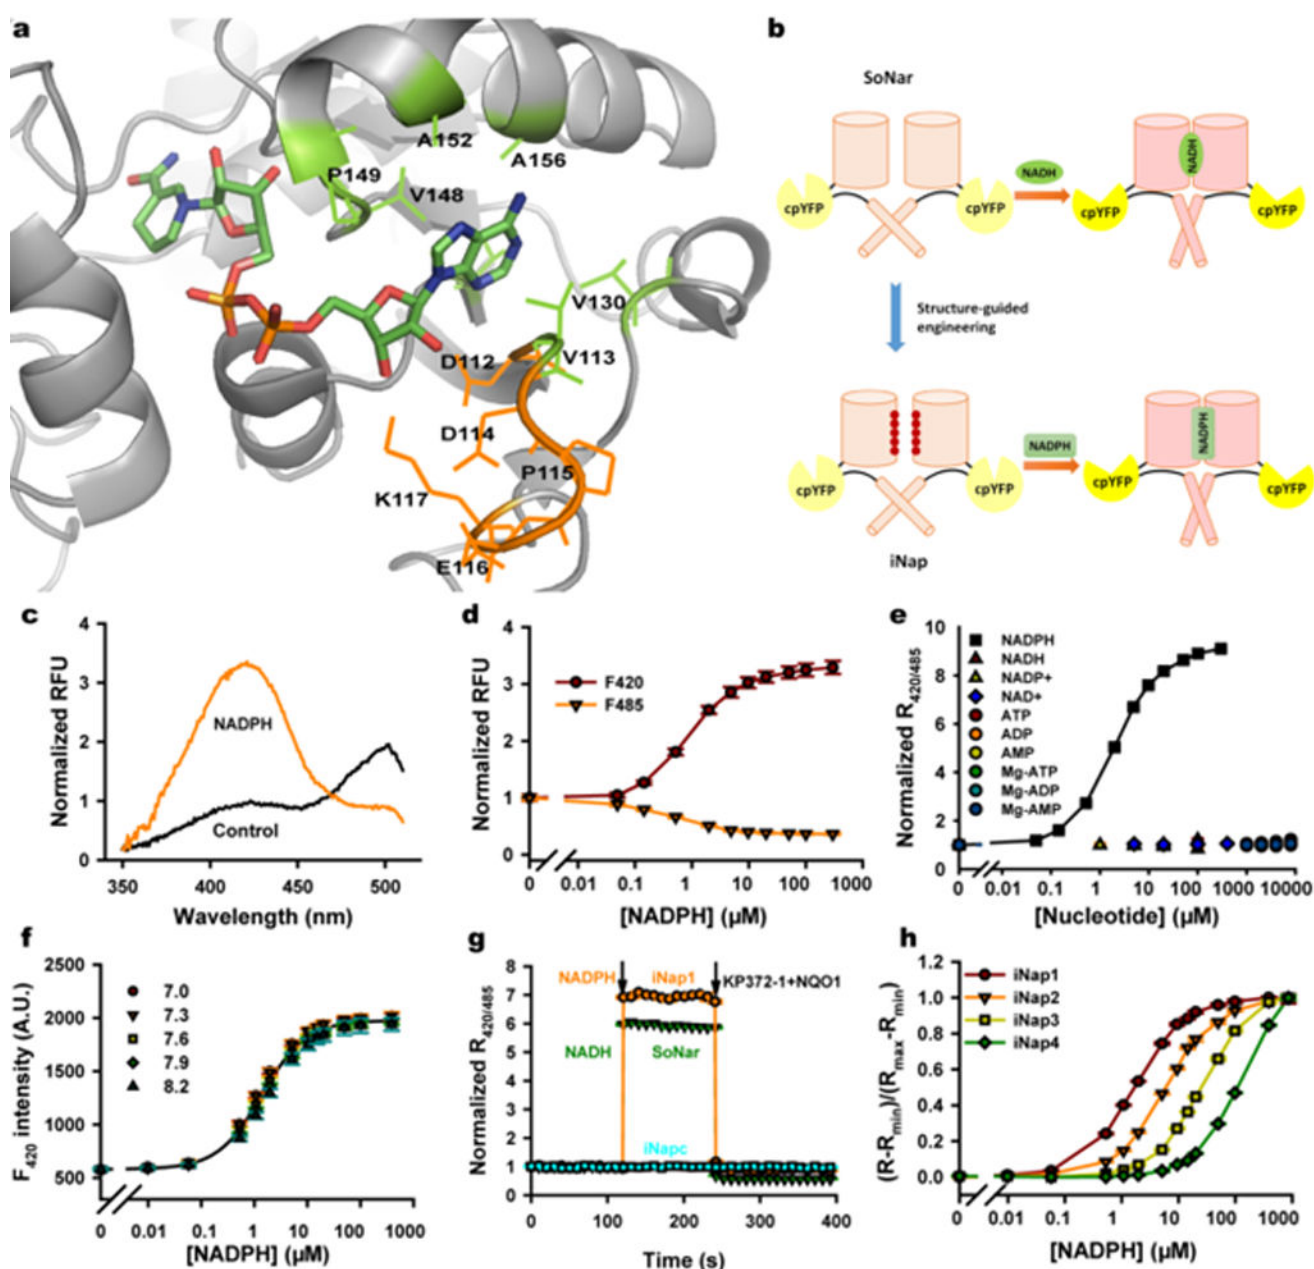 a
A152
A156
P149
V148
V130
D112
V113
D114
P115
K117
E116
b
SoNar
cpYFP
cpYFP
NADH
NADH
cpYFP
cpYFP
Structure-guided
engineering
NADPH
NADPH
cpYFP
cpYFP
cpYFP
cpYFP
iNap
c
Normalized RFU
4
3
2
1
0
NADPH
Control
350 400 450 500
Wavelength (nm)
d
Normalized RFU
4
3
2
1
0
F420
F485
0 0.01 0.1 1 10 100 1000
[NADPH] (µM)
e
Normalized R420/485
10
8
6
4
2
0
NADPH
NADH
NADP+
NAD+
ATP
ADP
AMP
Mg-ATP
Mg-ADP
Mg-AMP
0 0.01 0.1 1 10 100 1000 10000
[Nucleotide] (µM)
f
F420 intensity (A.U.)
2500
2000
1500
1000
500
7.0
7.3
7.6
7.9
8.2
0 0.01 0.1 1 10 100 1000
[NADPH] (µM)
g
Normalized R420/485
8
7
6
5
4
3
2
1
0
NADPH iNap1 KP372-1+NQO1
NADH SoNar
iNapc
0 100 200 300 400
Time (s)
h
(R-Rmin)/(Rmax-Rmin)
1.2
1.0
0.8
0.6
0.4
0.2
0.0
iNap1
iNap2
iNap3
iNap4
0 0.01 0.1 1 10 100 1000
[NADPH] (µM)